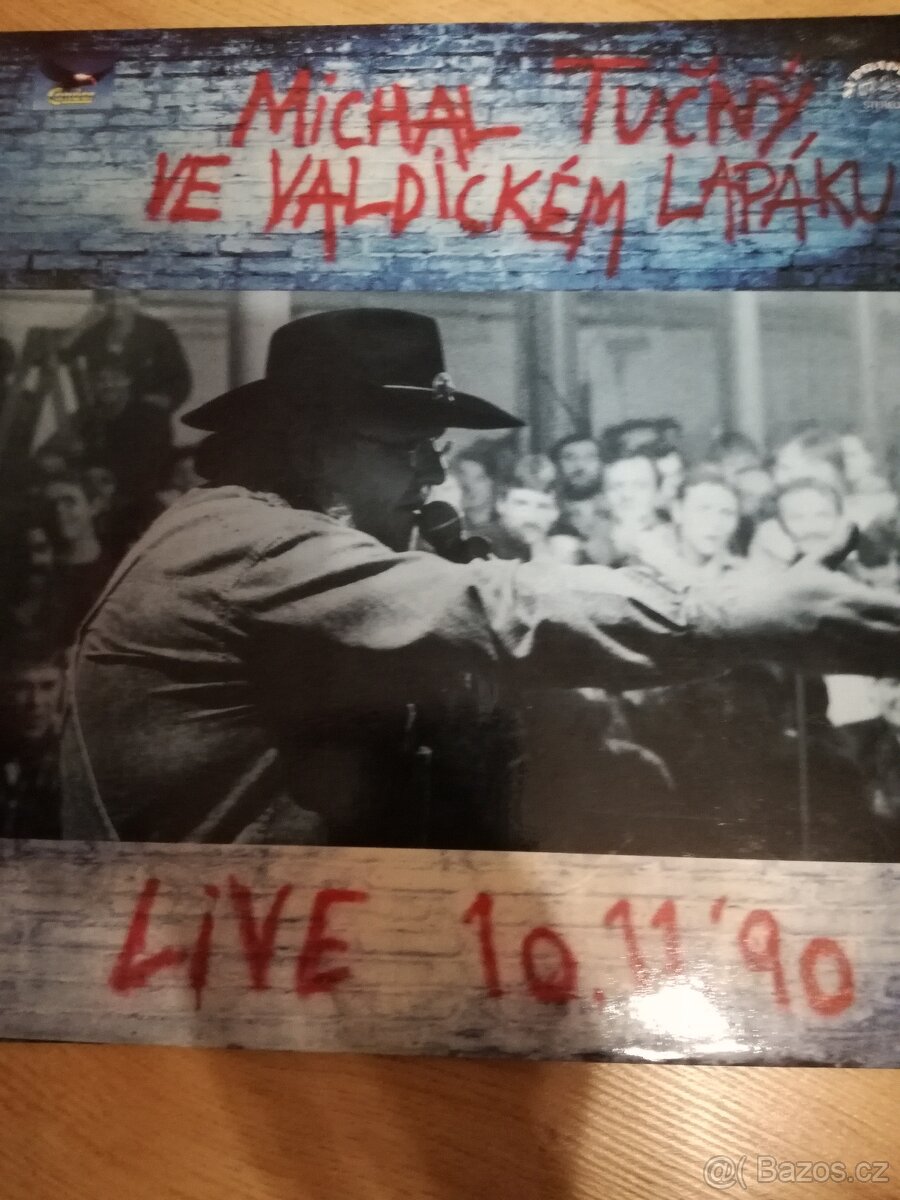 MiCHAL TUČNÝ
VE VALDiCKÉM LAPÁKU
LiVE 10.11'90
@( Bazos.cz